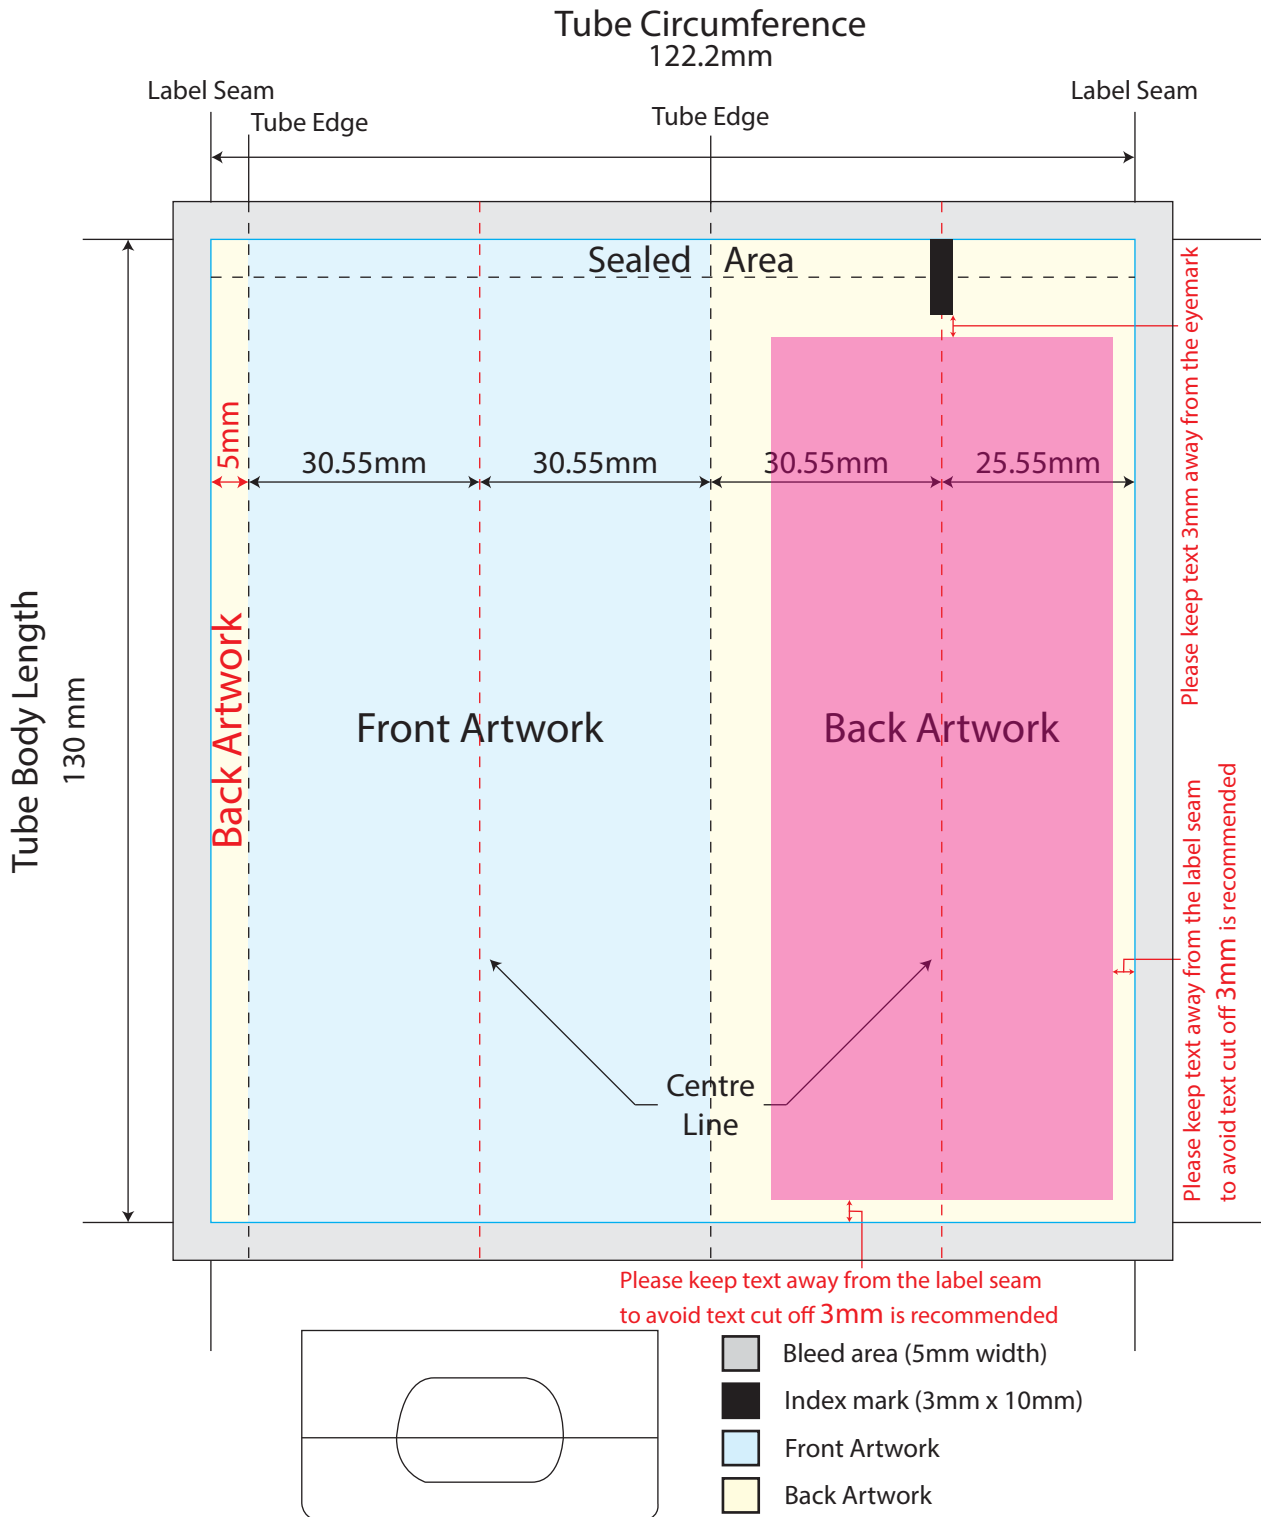 Tube Circumference
122.2mm
Label Seam
Label Seam
Tube Edge
Tube Edge
Sealed Area
5mm
30.55mm
30.55mm
30.55mm
25.55mm
Please keep text 3mm away from the eyemark
Tube Body Length
130 mm
Back Artwork
Front Artwork
Back Artwork
Please keep text away from the label seam
to avoid text cut off 3mm is recommended
Centre
Line
Please keep text away from the label seam
to avoid text cut off 3mm is recommended
Bleed area (5mm width)
Index mark (3mm x 10mm)
Front Artwork
Back Artwork